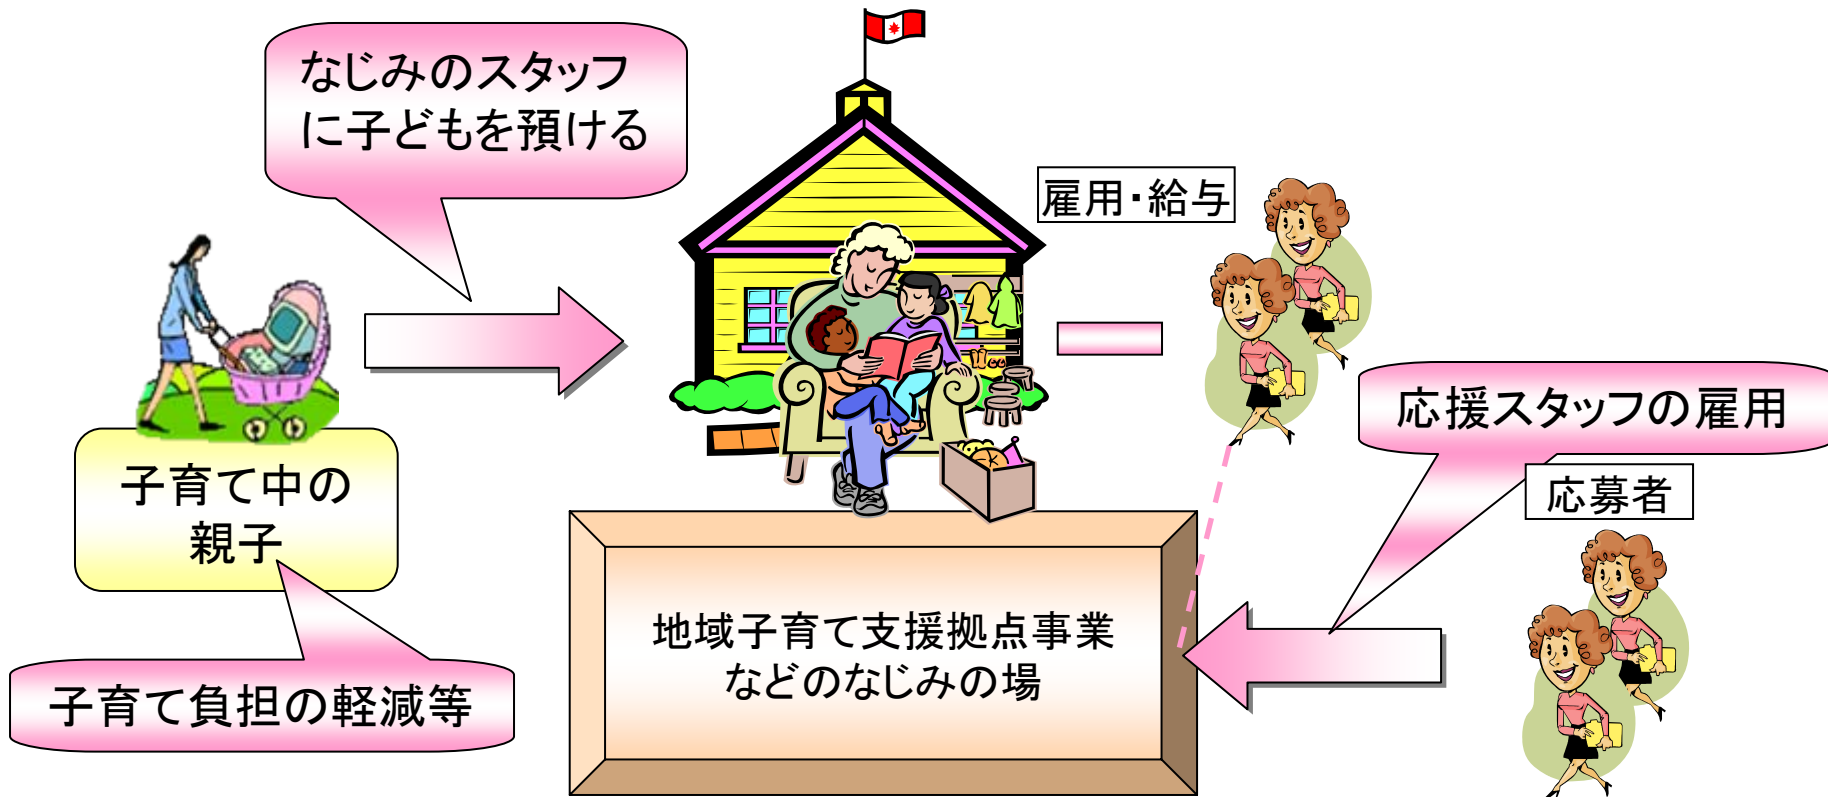 なじみのスタッフ
に子どもを預ける
雇用・給与
応援スタッフの雇用
応募者
子育て中の
親子
子育て負担の軽減等
地域子育て支援拠点事業
などのなじみの場